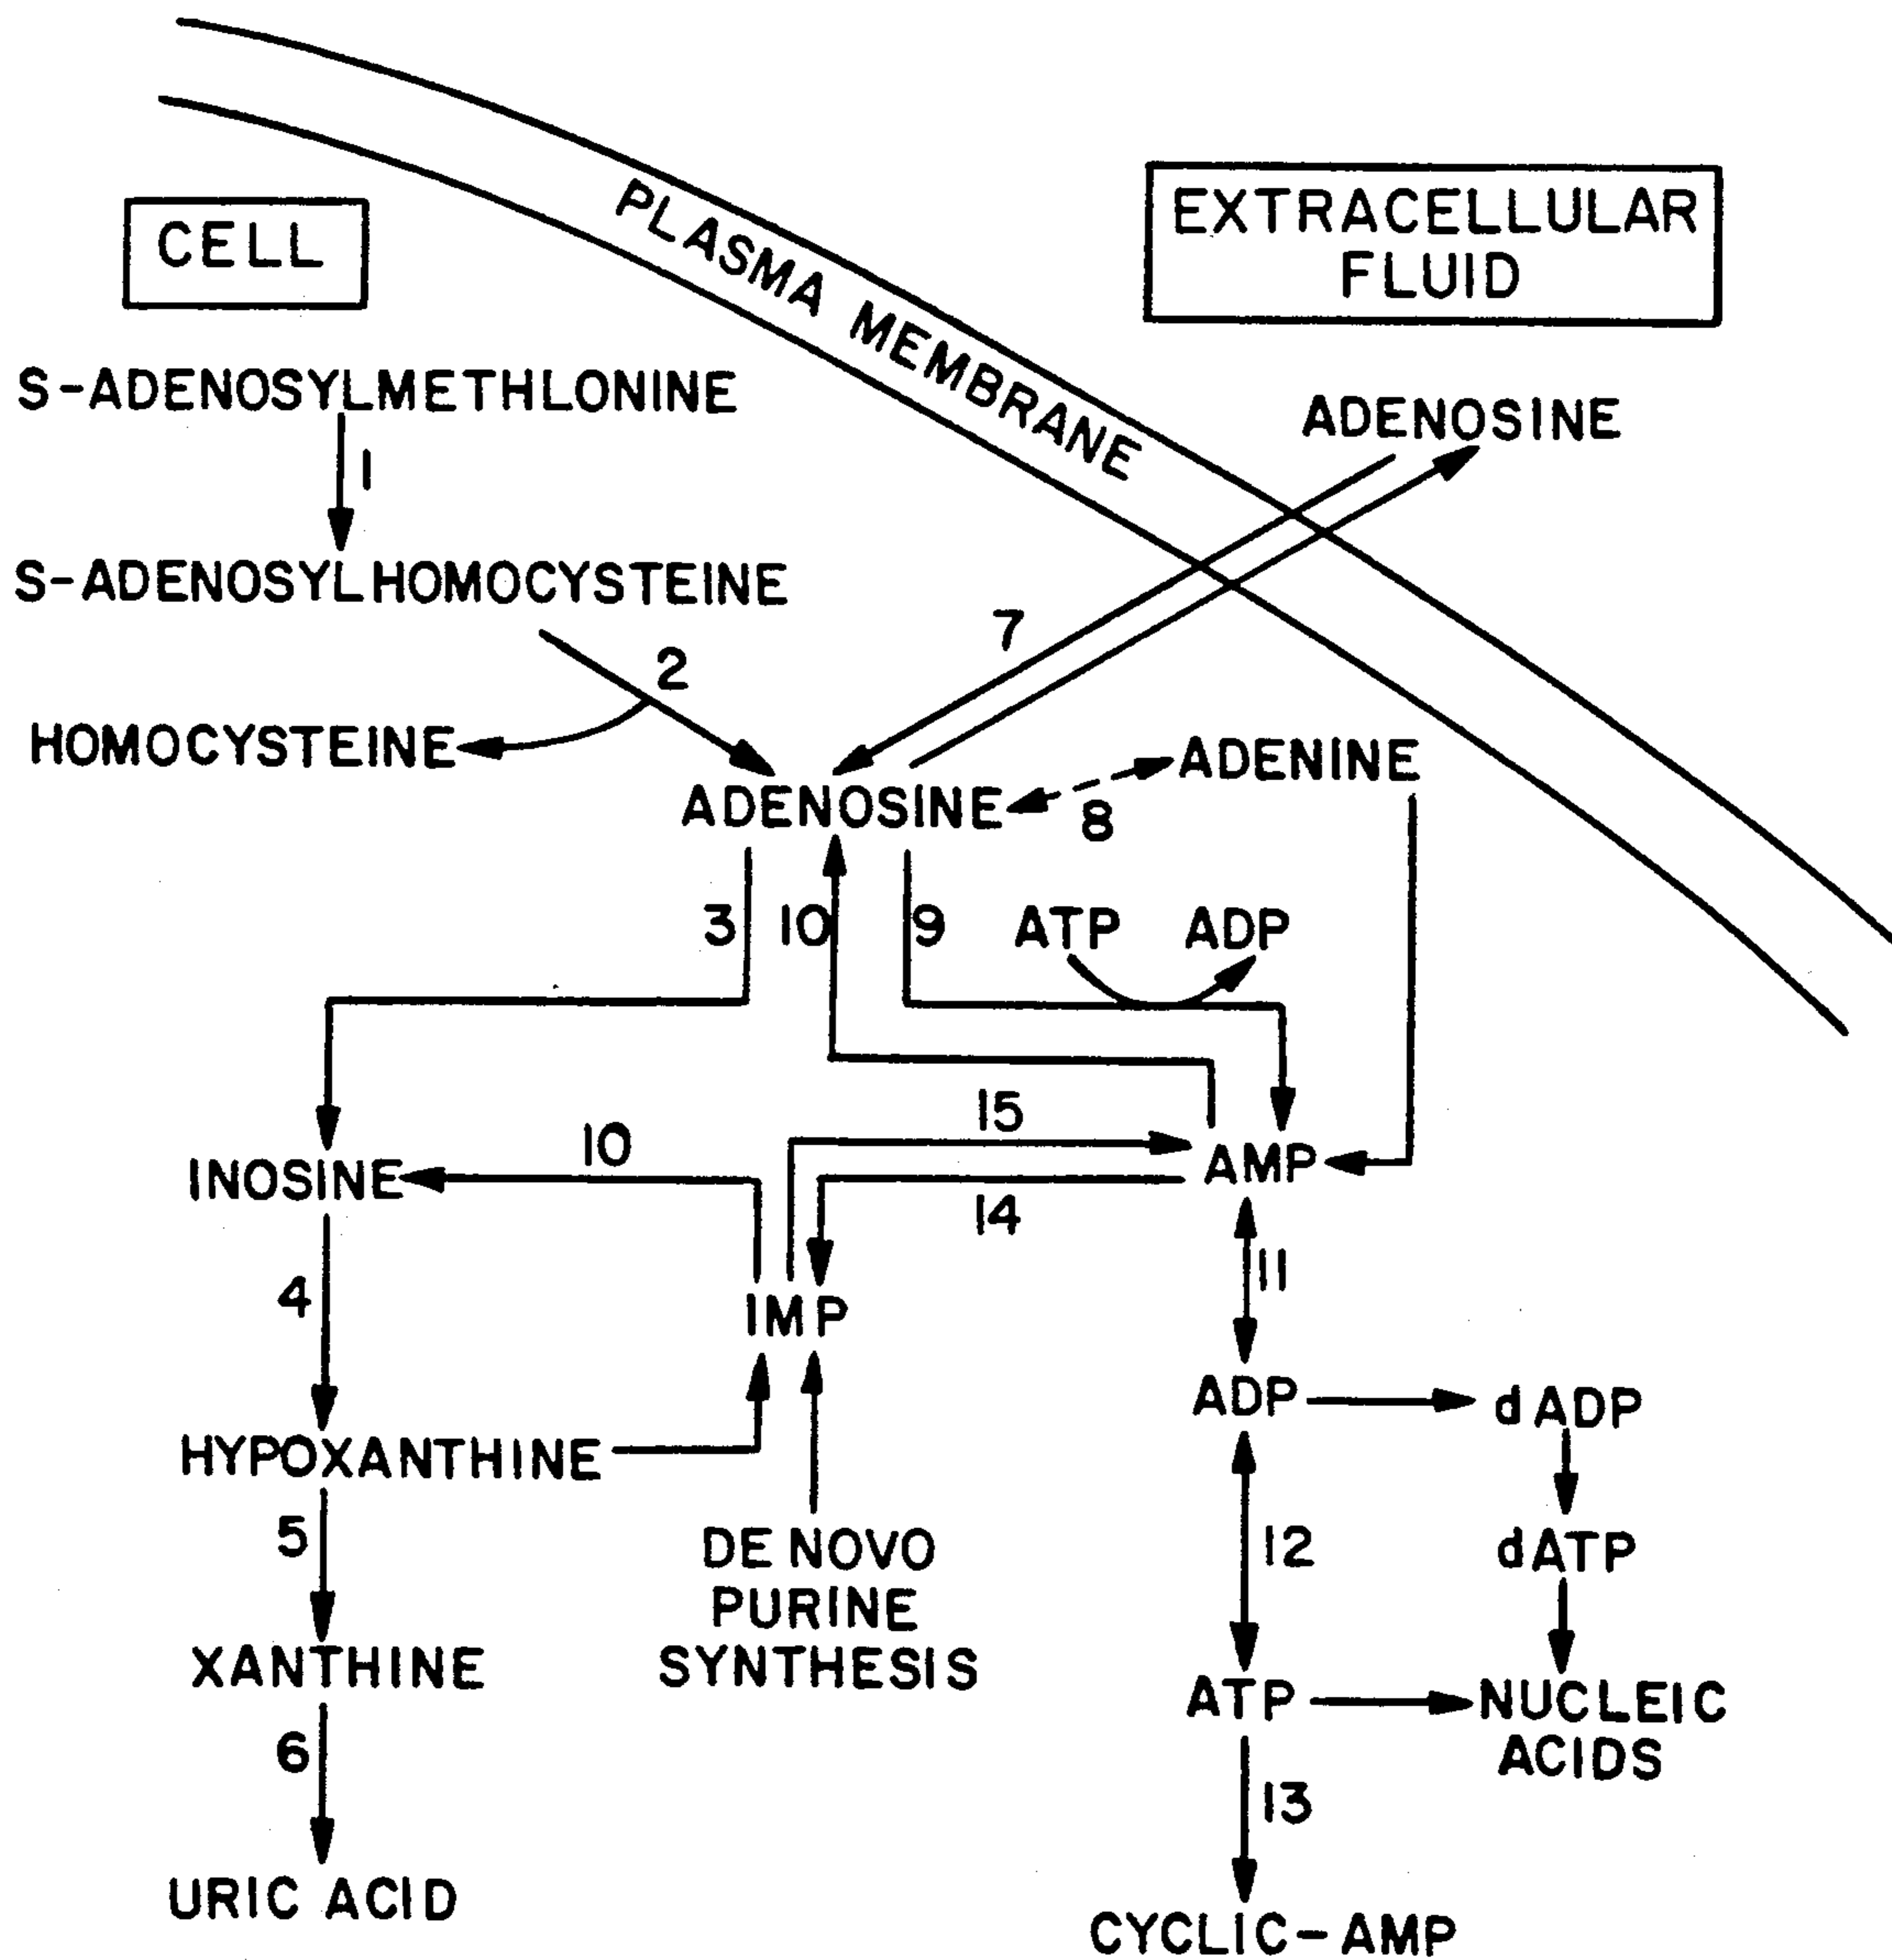 PLASMA MEMBRANE
CELL
EXTRACELLULAR
FLUID
S-ADENOSYLMETHLONINE
ADENOSINE
1
S-ADENOSYLHOMOCYSTEINE
7
2
HOMOCYSTEINE
ADENINE
ADENOSINE
8
3
10
9
ATP
ADP
15
10
AMP
INOSINE
14
11
4
IMP
ADP
dADP
HYPOXANTHINE
5
DE NOVO
PURINE
SYNTHESIS
12
dATP
XANTHINE
ATP
NUCLEIC
ACIDS
6
13
URIC ACID
CYCLIC-AMP